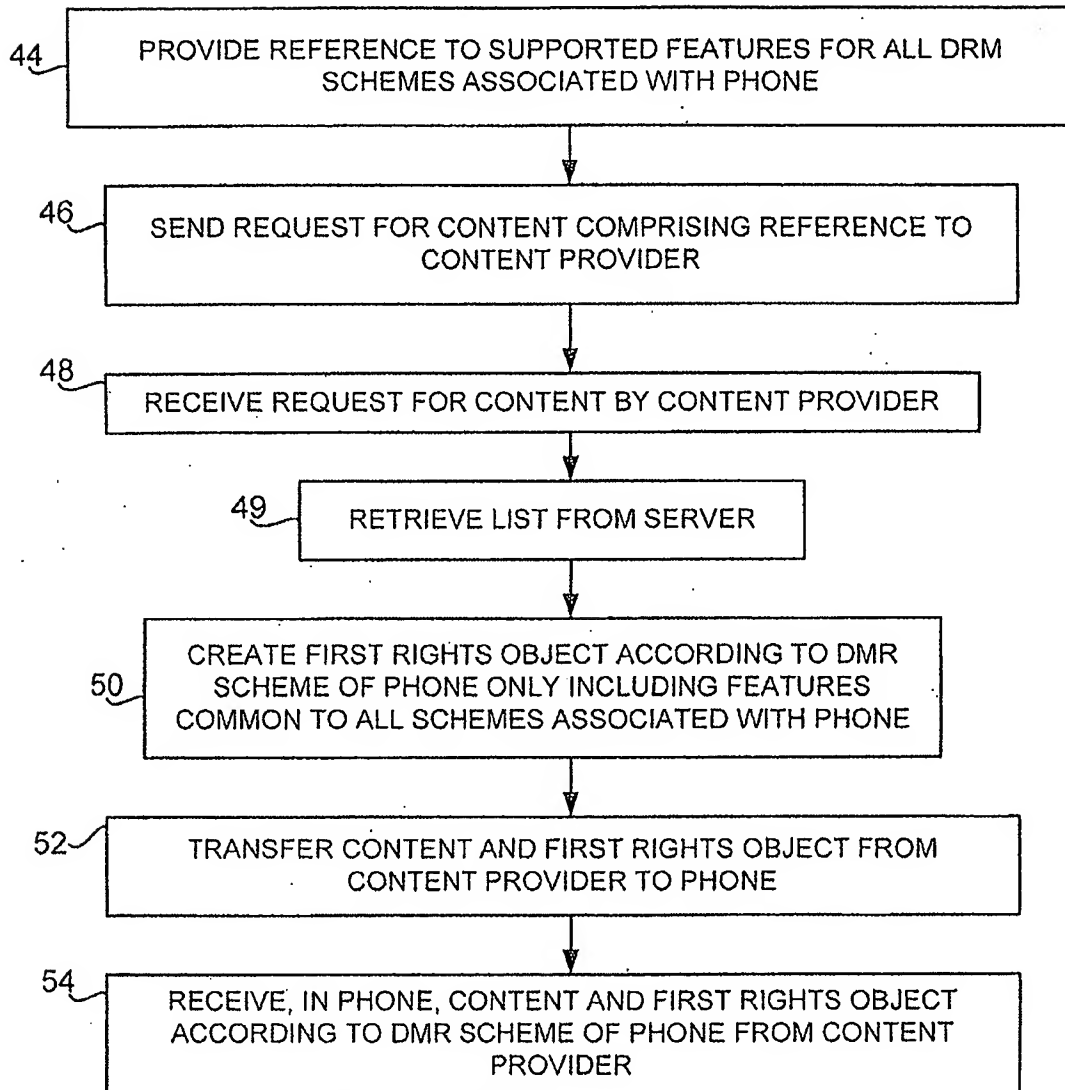 44
PROVIDE REFERENCE TO SUPPORTED FEATURES FOR ALL DRM
SCHEMES ASSOCIATED WITH PHONE
46
SEND REQUEST FOR CONTENT COMPRISING REFERENCE TO
CONTENT PROVIDER
48
RECEIVE REQUEST FOR CONTENT BY CONTENT PROVIDER
49
RETRIEVE LIST FROM SERVER
50
CREATE FIRST RIGHTS OBJECT ACCORDING TO DMR
SCHEME OF PHONE ONLY INCLUDING FEATURES
COMMON TO ALL SCHEMES ASSOCIATED WITH PHONE
52
TRANSFER CONTENT AND FIRST RIGHTS OBJECT FROM
CONTENT PROVIDER TO PHONE
54
RECEIVE, IN PHONE, CONTENT AND FIRST RIGHTS OBJECT
ACCORDING TO DMR SCHEME OF PHONE FROM CONTENT
PROVIDER